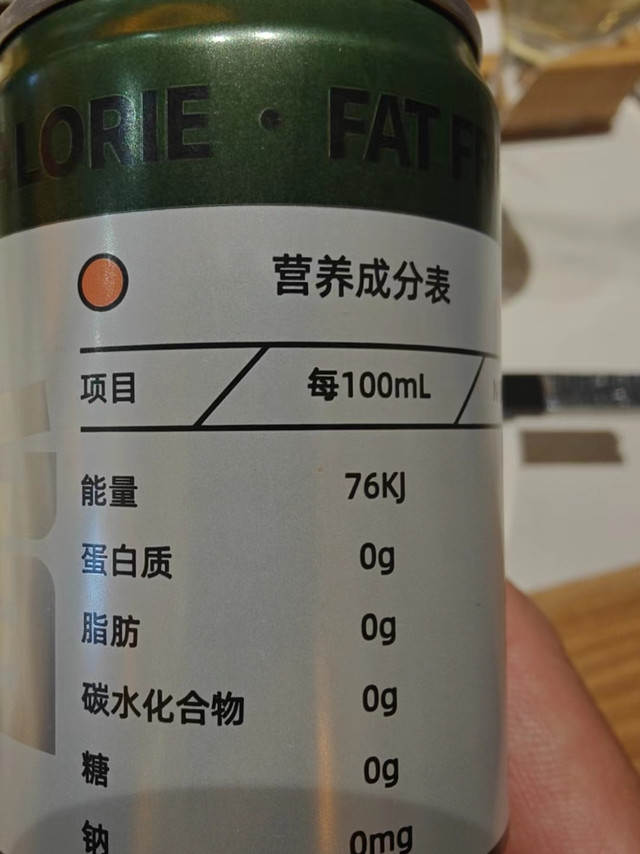 LORIE · FAT FR
营养成分表
项目 每100mL
能量 76KJ
蛋白质 0g
脂肪 0g
碳水化合物 0g
糖 0g
钠 0mg